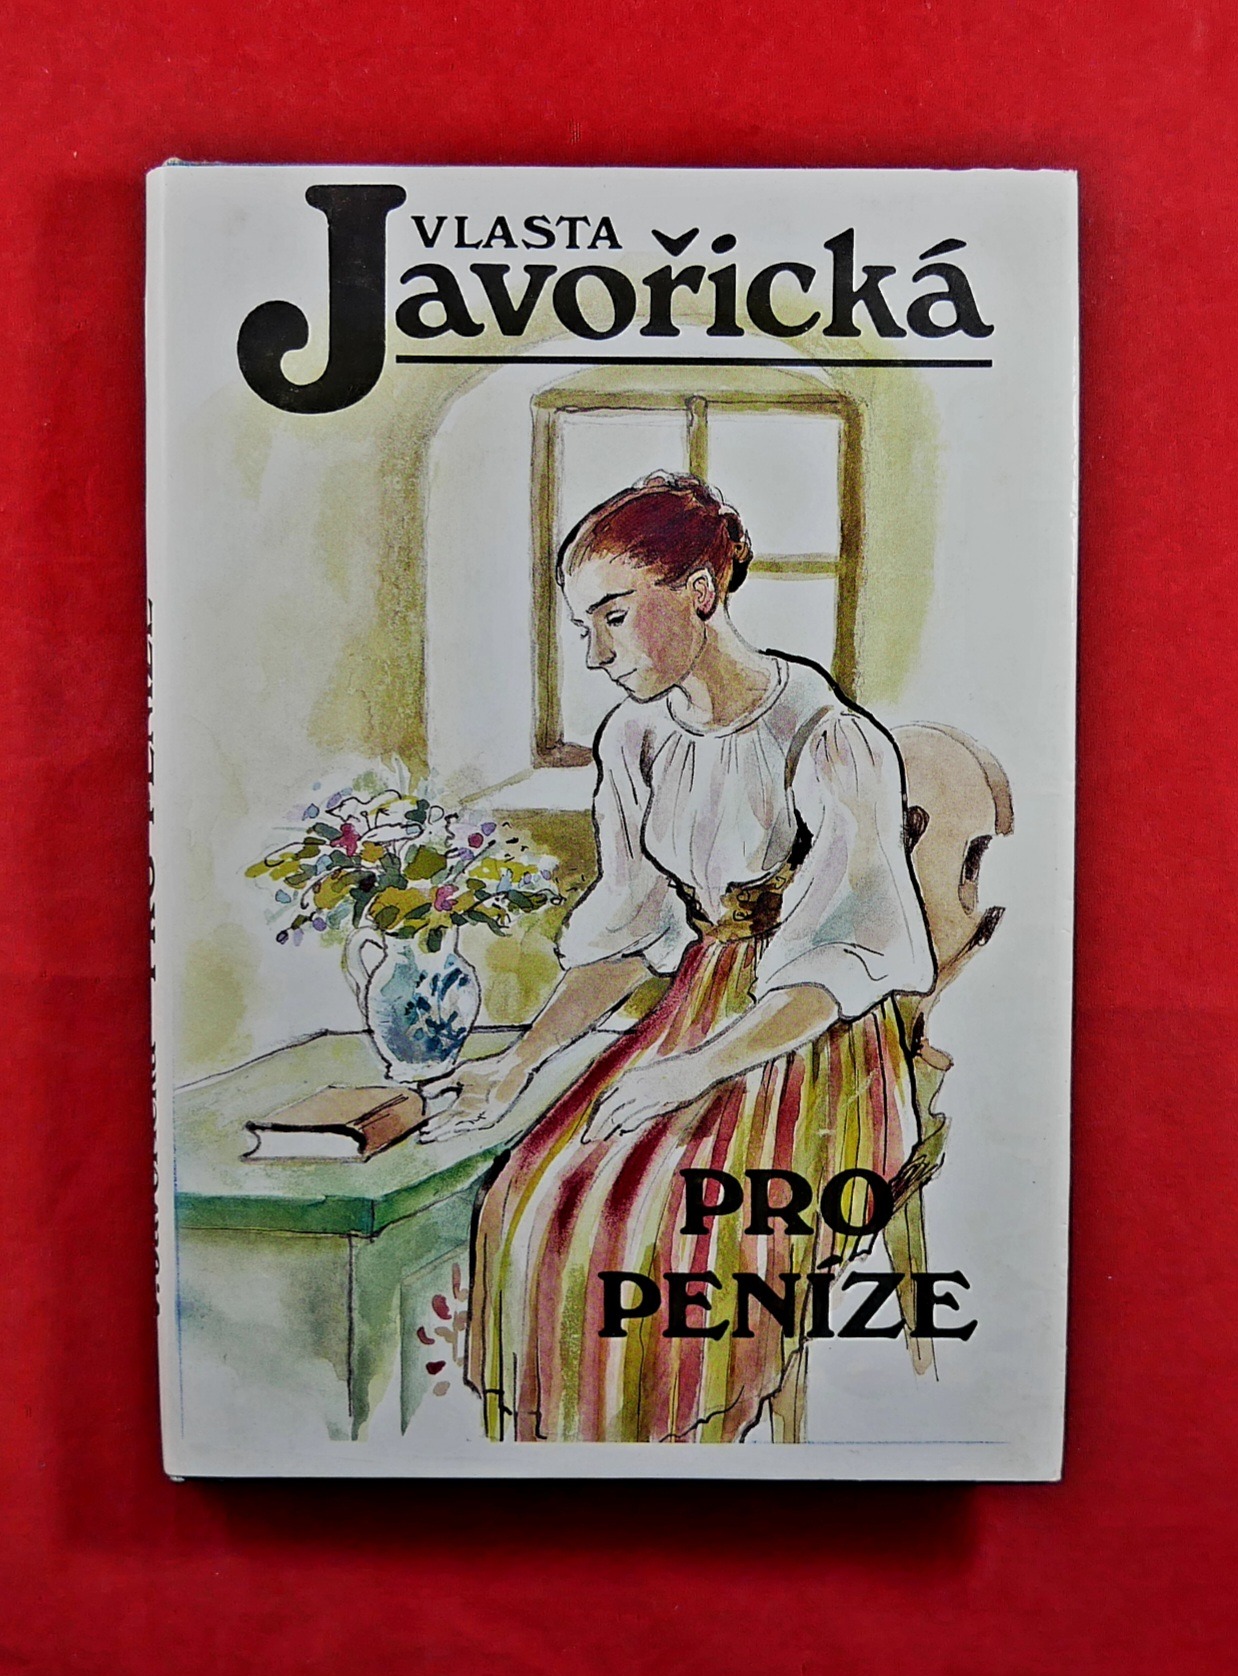 VLASTA
Javořická
PRO
PENÍZE